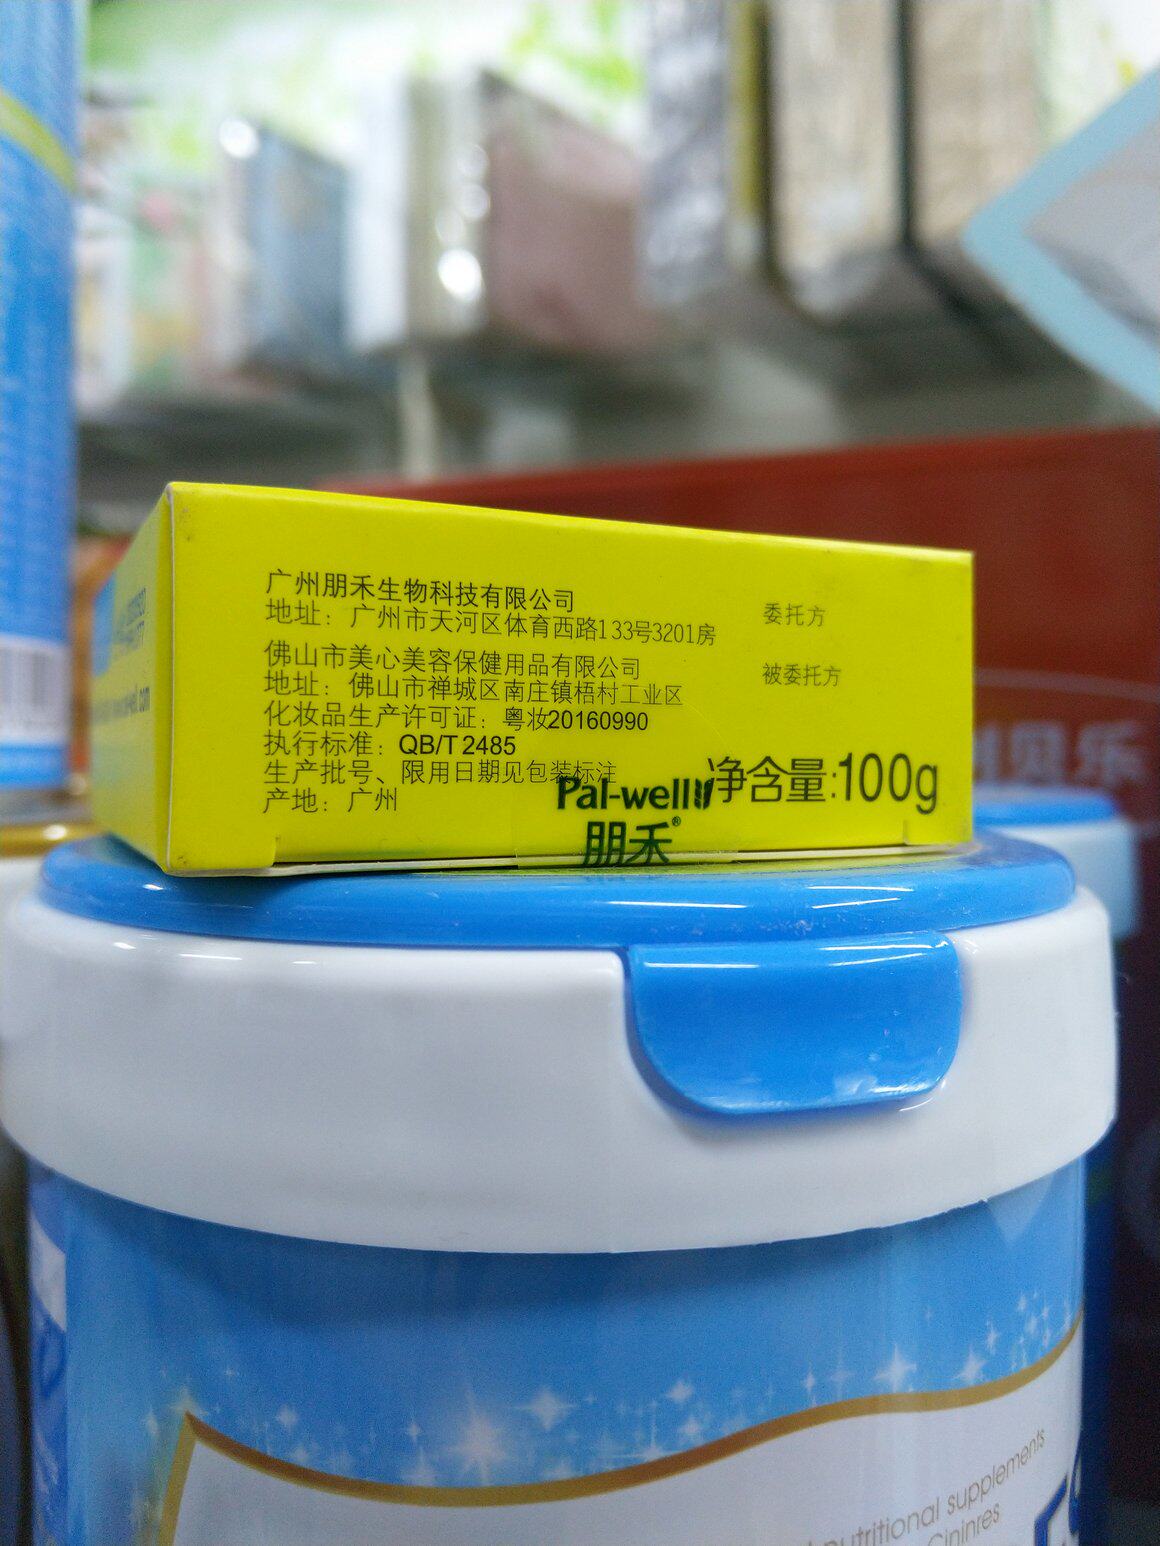 广州朋禾生物科技有限公司 委托方
地址：广州市天河区体育西路133号3201房
佛山市美心美容保健用品有限公司 被委托方
地址：佛山市禅城区南庄镇梧村工业区
化妆品生产许可证：粤妆20160990
执行标准：QB/T 2485
生产批号、限用日期见包装标注
产地：广州
Pal-well
朋禾®
净含量:100g
贝乐
nutritional supplements